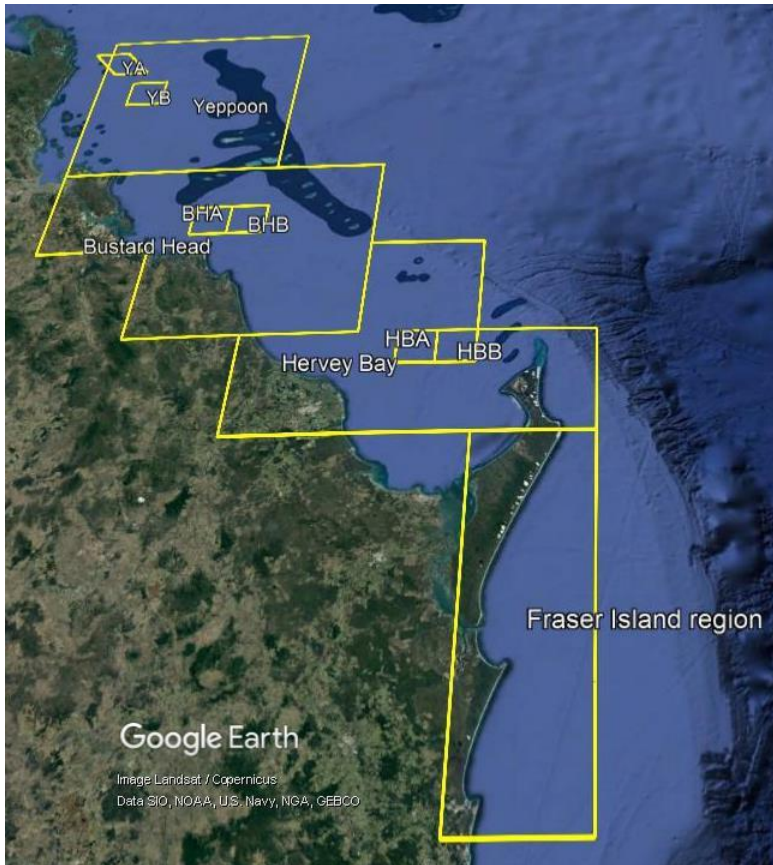 YA
YB
Yeppoon
BHA
BHB
Bustard Head
HBA
HBB
Hervey Bay
Fraser Island region
Google Earth
Image Landsat / Copernicus
Data SIO, NOAA, U.S. Navy, NGA, GEBCO